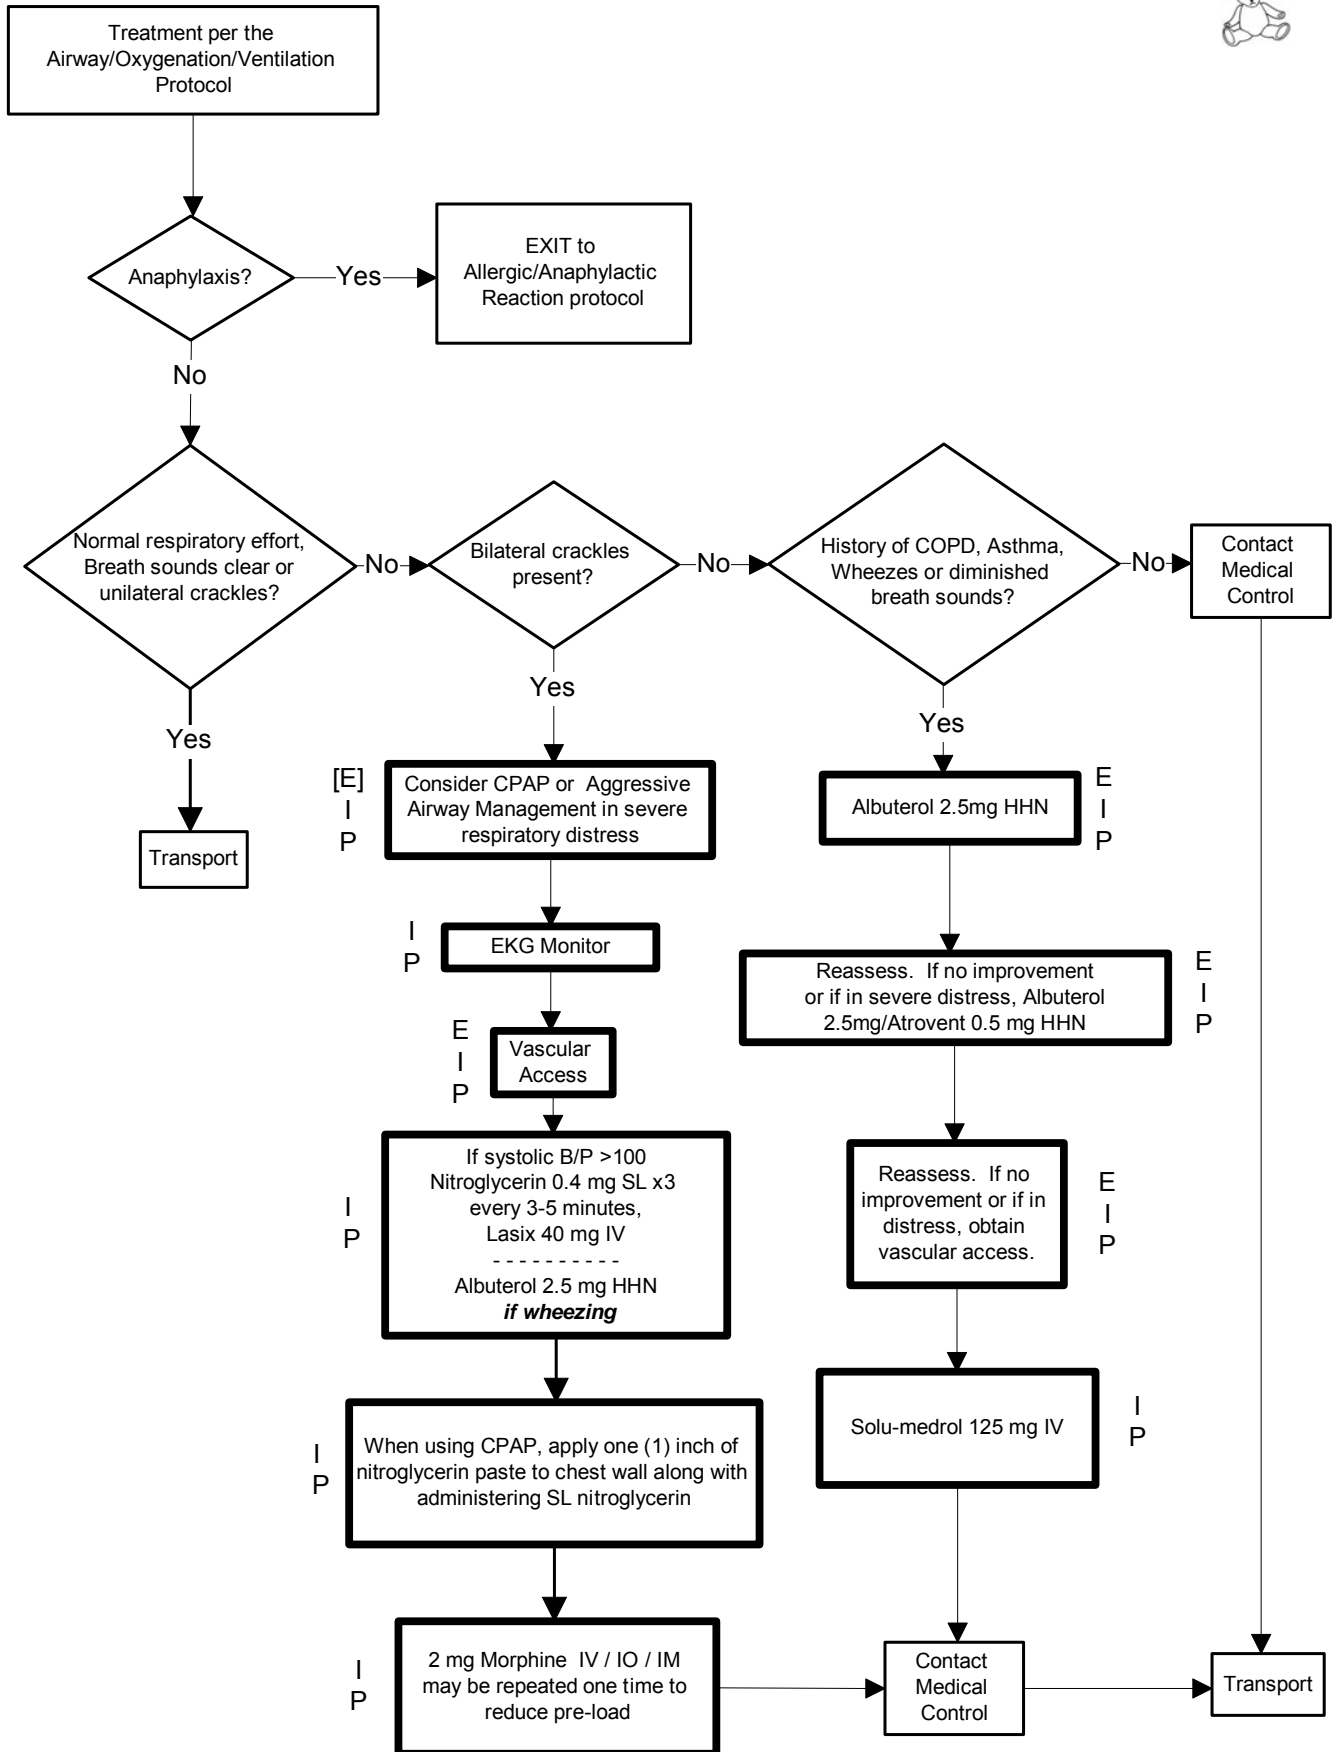 Treatment per the
Airway/Oxygenation/Ventilation
Protocol
Anaphylaxis?
Yes
EXIT to
Allergic/Anaphylactic
Reaction protocol
No
Normal respiratory effort,
Breath sounds clear or
unilateral crackles?
No
Bilateral crackles
present?
No
History of COPD, Asthma,
Wheezes or diminished
breath sounds?
No
Contact
Medical
Control
Yes
Transport
Yes
[E]
I
P
Consider CPAP or  Aggressive
Airway Management in severe
respiratory distress
I
P
EKG Monitor
E
I
P
Vascular
Access
I
P
If systolic B/P >100
Nitroglycerin 0.4 mg SL x3
every 3-5 minutes,
Lasix 40 mg IV
- - - - - - - - - -
Albuterol 2.5 mg HHN
if wheezing
I
P
When using CPAP, apply one (1) inch of
nitroglycerin paste to chest wall along with
administering SL nitroglycerin
I
P
2 mg Morphine  IV / IO / IM
may be repeated one time to
reduce pre-load
Yes
Albuterol 2.5mg HHN
E
I
P
Reassess.  If no improvement
or if in severe distress, Albuterol
2.5mg/Atrovent 0.5 mg HHN
E
I
P
Reassess.  If no
improvement or if in
distress, obtain
vascular access.
E
I
P
Solu-medrol 125 mg IV
I
P
Contact
Medical
Control
Transport